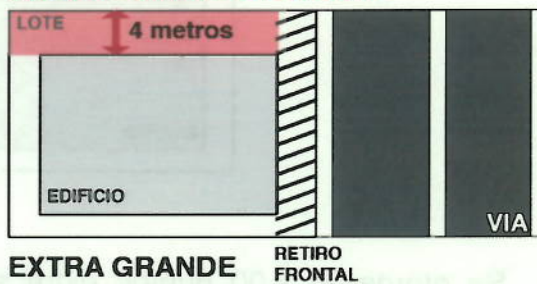 LOTE
4 metros
EDIFICIO
VIA
EXTRA GRANDE
RETIRO
FRONTAL